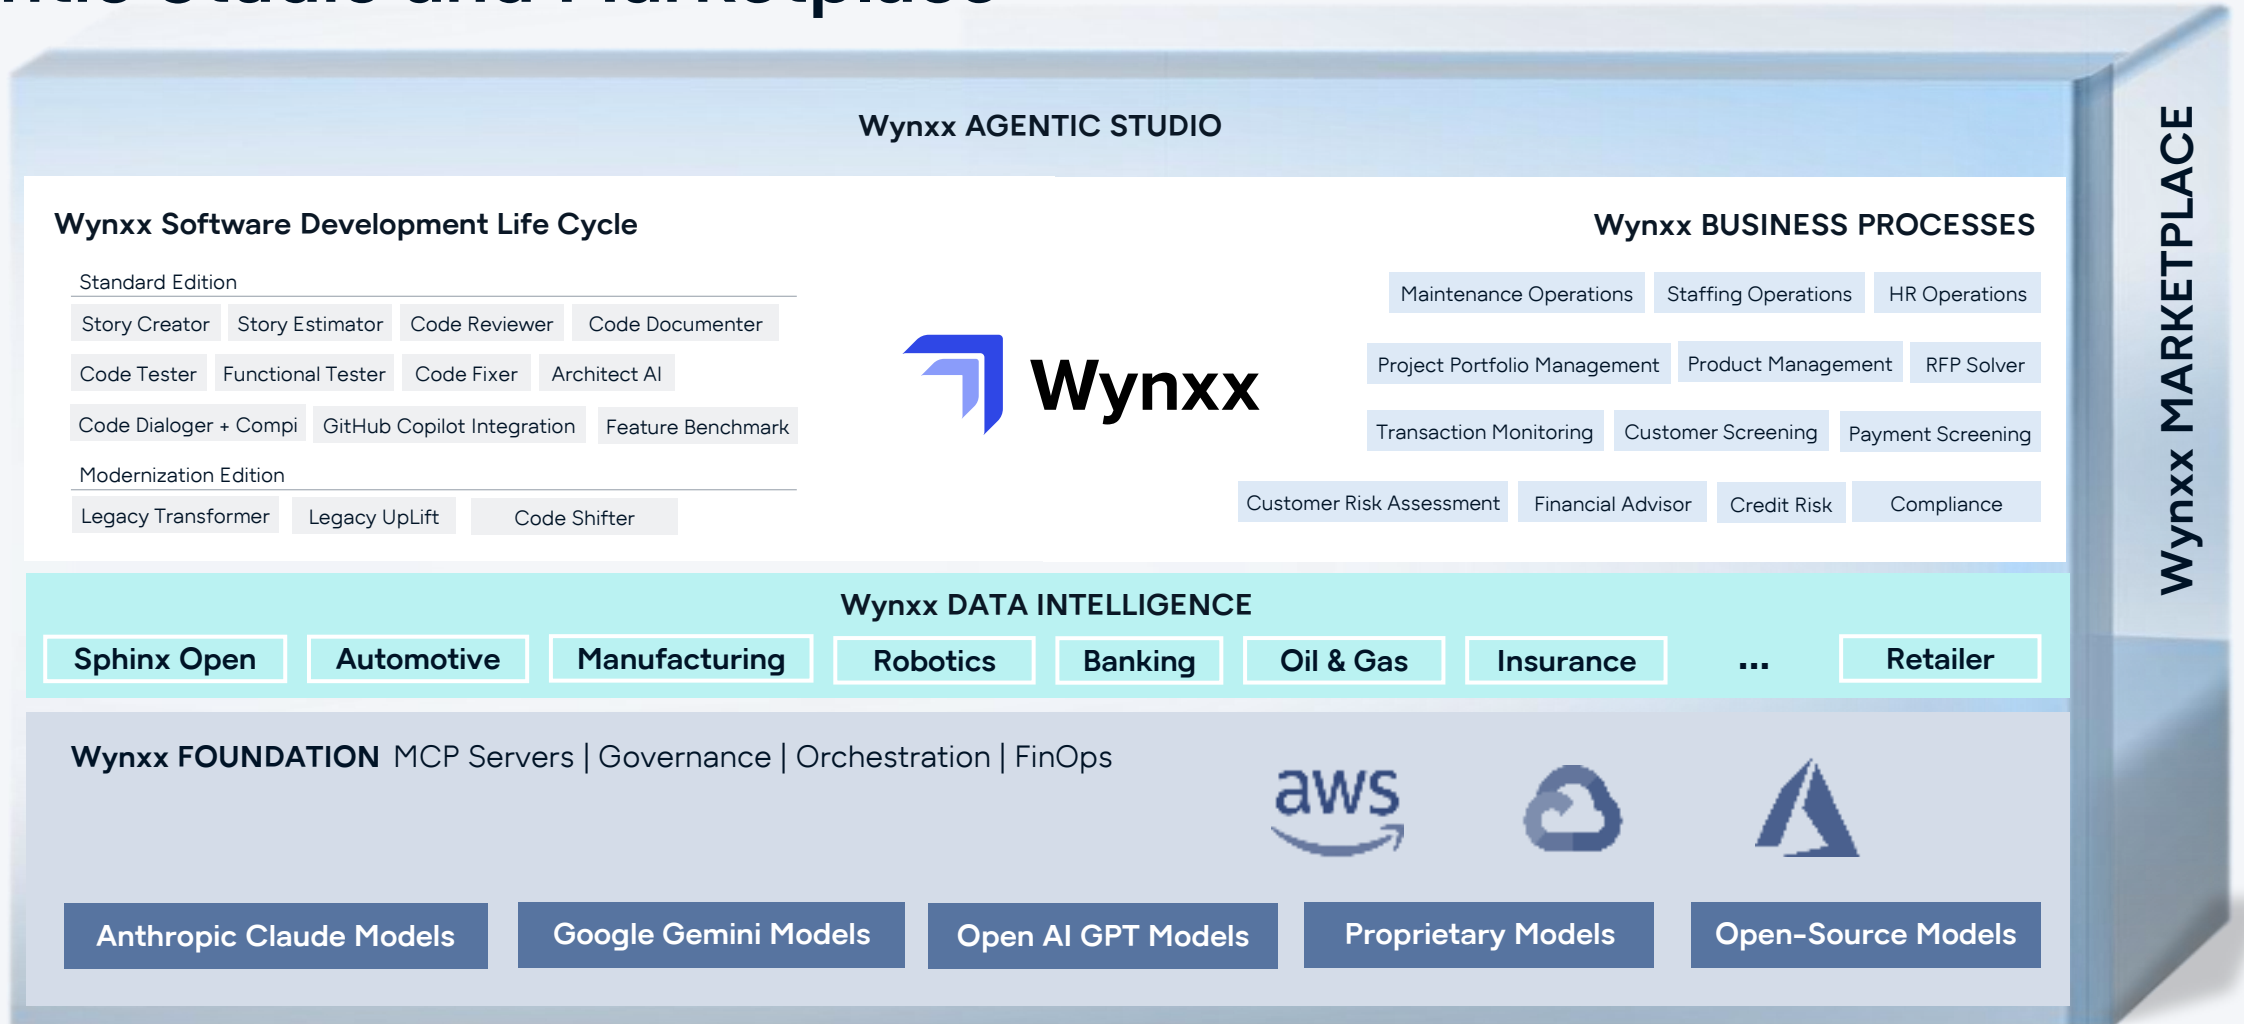 Studio and Marketplace
Wynxx AGENTIC STUDIO
Wynxx MARKETPLACE
Wynxx Software Development Life Cycle
Standard Edition
Story Creator
Story Estimator
Code Reviewer
Code Documenter
Code Tester
Functional Tester
Code Fixer
Architect AI
Code Dialoger + Compi
GitHub Copilot Integration
Feature Benchmark
Modernization Edition
Legacy Transformer
Legacy UpLift
Code Shifter
Wynxx
Wynxx BUSINESS PROCESSES
Maintenance Operations
Staffing Operations
HR Operations
Project Portfolio Management
Product Management
RFP Solver
Transaction Monitoring
Customer Screening
Payment Screening
Customer Risk Assessment
Financial Advisor
Credit Risk
Compliance
Wynxx DATA INTELLIGENCE
Sphinx Open
Automotive
Manufacturing
Robotics
Banking
Oil & Gas
Insurance
...
Retailer
Wynxx FOUNDATION MCP Servers | Governance | Orchestration | FinOps
aws
Anthropic Claude Models
Google Gemini Models
Open AI GPT Models
Proprietary Models
Open-Source Models